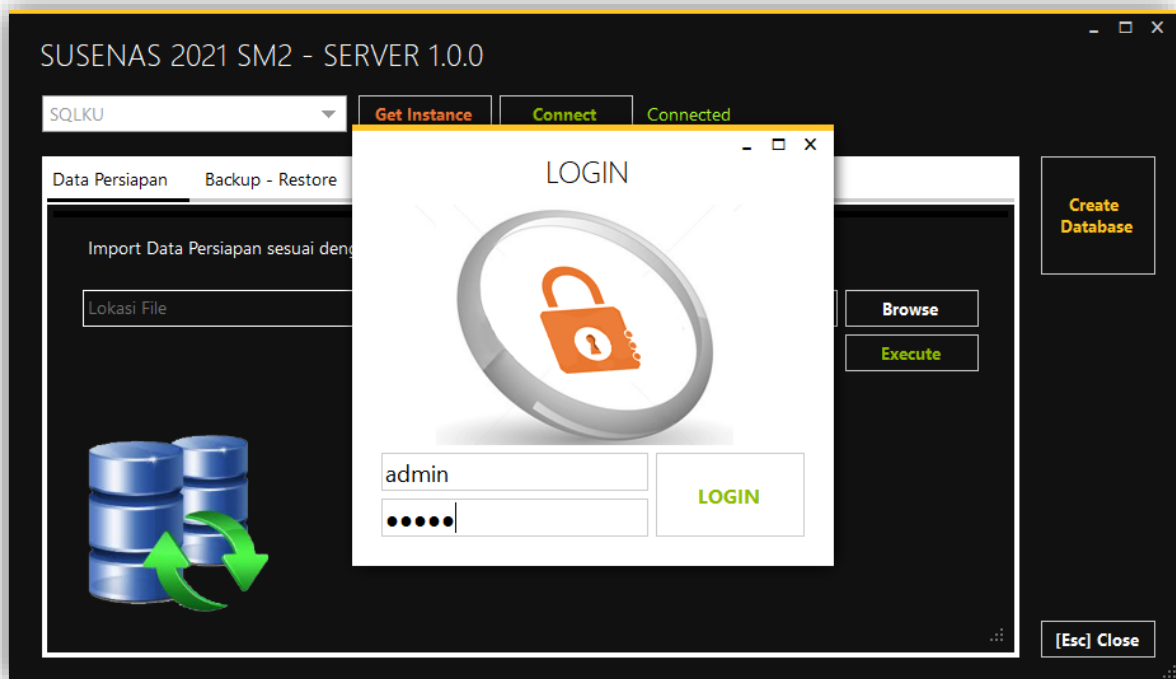 SUSENAS 2021 SM2 - SERVER 1.0.0
SQLKU
Get Instance
Connect
Connected
LOGIN
Data Persiapan
Backup - Restore
Create
Database
Import Data Persiapan sesuai
Lokasi File
Browse
Execute
admin
●●●●●
LOGIN
[Esc] Close